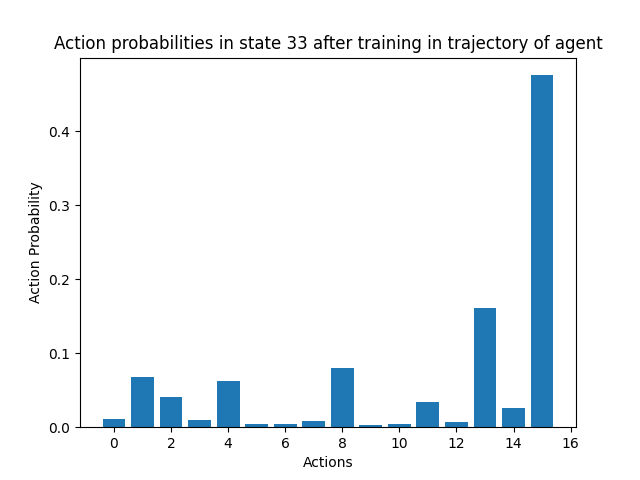 Action probabilities in state 33 after training in trajectory of agent
Action Probability
0.4
0.3
0.2
0.1
0.0
0 2 4 6 8 10 12 14 16
Actions